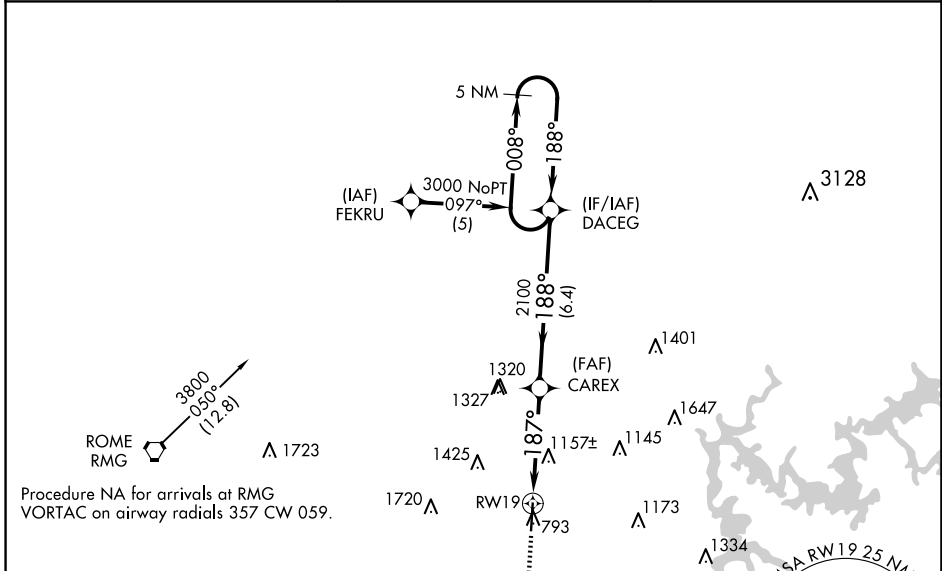 5 NM
008°
188°
(IAF)
FEKRU
3000 NoPT
097°
(5)
(IF/IAF)
DACEG
3128
2100
188°
(6.4)
1401
(FAF)
CAREX
1320
1327
3800
050°
(12.8)
1647
187°
ROME
RMG
1723
1425
1157±
1145
Procedure NA for arrivals at RMG
VORTAC on airway radials 357 CW 059.
1720
RW19
793
1173
1334
RW19 25